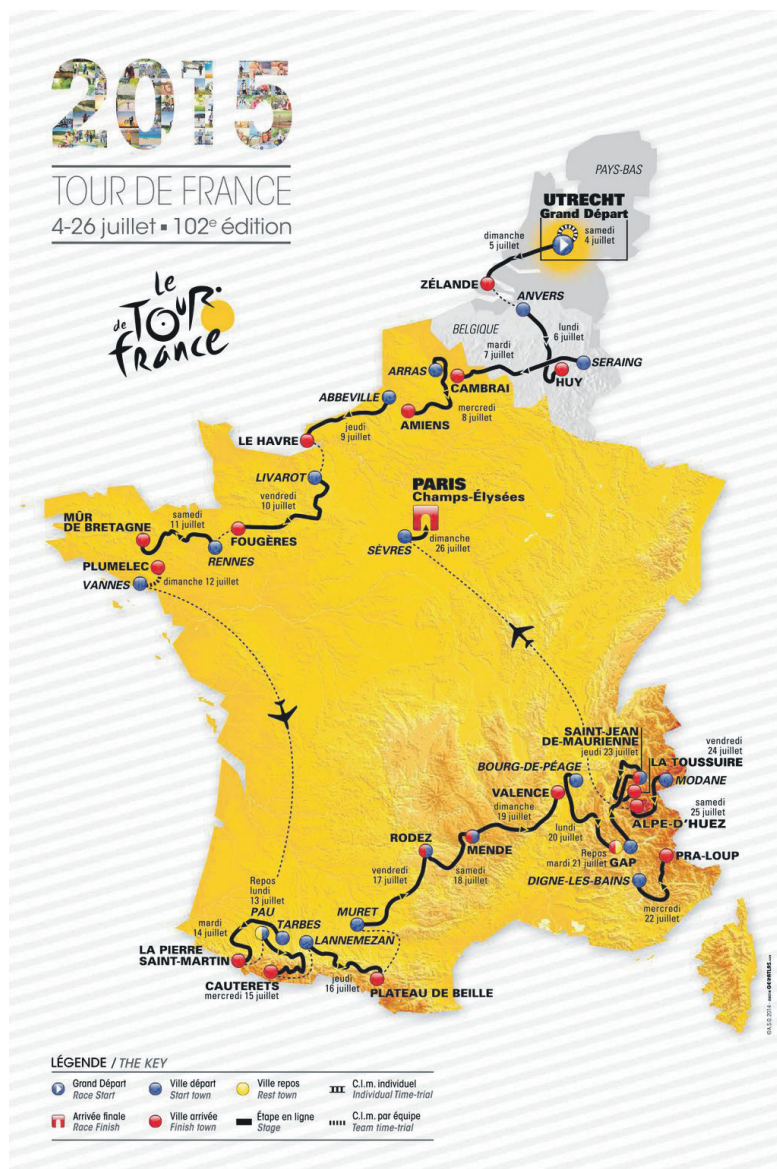 2015
TOUR DE FRANCE
4-26 juillet ▪ 102e édition
Le
TOUR
de
france
PAYS-BAS
UTRECHT
Grand Départ
samedi
4 juillet
dimanche
5 juillet
ZÉLANDE
ANVERS
BELGIQUE
lundi
6 juillet
mardi
7 juillet
SERAING
HUY
ARRAS
CAMBRAI
mercredi
8 juillet
AMIENS
ABBEVILLE
jeudi
9 juillet
LE HAVRE
LIVAROT
vendredi
10 juillet
FOUGÈRES
samedi
11 juillet
MÛR
DE BRETAGNE
RENNES
PLUMELEC
dimanche 12 juillet
VANNES
PARIS
Champs-Élysées
dimanche
26 juillet
SÈVRES
SAINT-JEAN
DE-MAURIENNE
jeudi 23 juillet
vendredi
24 juillet
LA TOUSSUIRE
MODANE
samedi
25 juillet
ALPE-D'HUEZ
BOURG-DE-PÉAGE
VALENCE
dimanche
19 juillet
lundi
20 juillet
Repos
mardi 21 juillet
GAP
PRA-LOUP
DIGNE-LES-BAINS
mercredi
22 juillet
RODEZ
MENDE
vendredi
17 juillet
samedi
18 juillet
MURET
Repos
lundi
13 juillet
PAU
mardi
14 juillet
TARBES
LANNEMEZAN
LA PIERRE
SAINT-MARTIN
CAUTERETS
mercredi 15 juillet
jeudi
16 juillet
PLATEAU DE BEILLE
LÉGENDE / THE KEY
Grand Départ
Race Start
Ville départ
Start town
Ville repos
Rest town
C.l.m. individuel
Individual Time-trial
Arrivée finale
Race Finish
Ville arrivée
Finish town
Étape en ligne
Stage
C.l.m. par équipe
Team time-trial